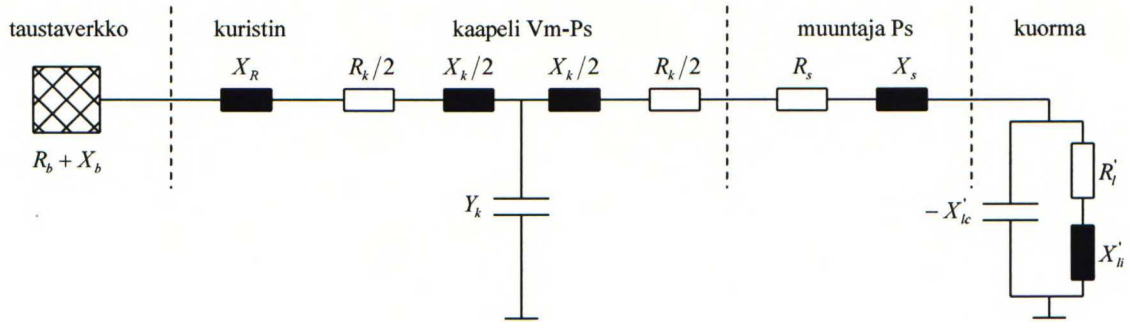 taustaverkko kuristin kaapeli Vm-Ps muuntaja Ps kuorma
X_R R_k/2 X_k/2 X_k/2 R_k/2 R_s X_s
R_b + X_b
Y_k
- X'_lc
R'_l
X'_li